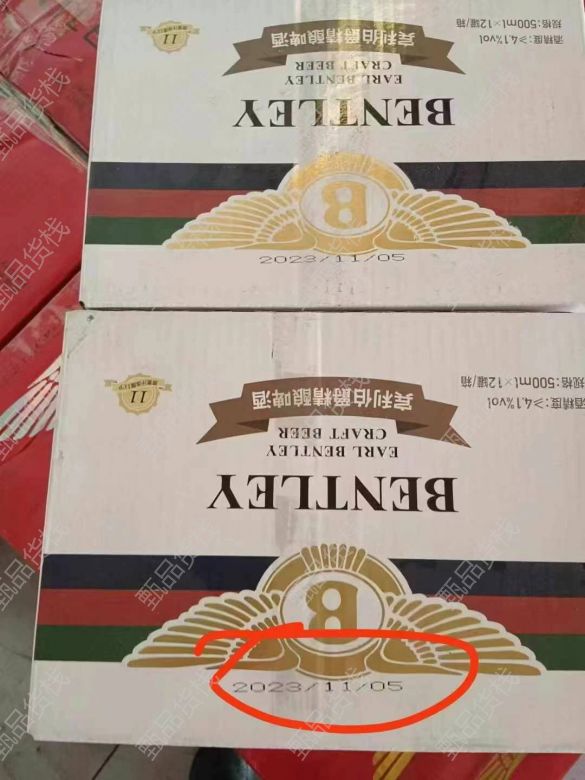 规格:500ml×12罐/箱
酒精度:≥4.1%vol
11
宾利伯爵精酿啤酒
EARL BENTLEY
CRAFT BEER
BENTLEY
B
2023/11/05
规格:500ml×12罐/箱
酒精度:≥4.1%vol
11
宾利伯爵精酿啤酒
EARL BENTLEY
CRAFT BEER
BENTLEY
B
2023/11/05
甄品货栈